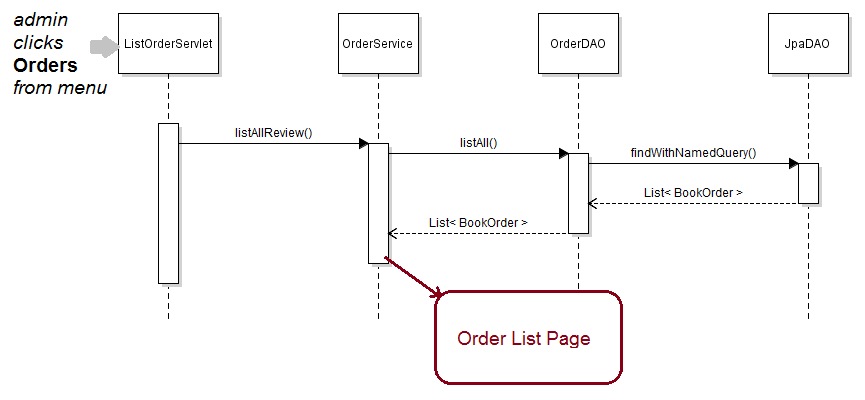 admin
clicks
Orders
from menu
ListOrderServlet
OrderService
OrderDAO
JpaDAO
listAllReview()
listAll()
findWithNamedQuery()
List< BookOrder >
List< BookOrder >
Order List Page